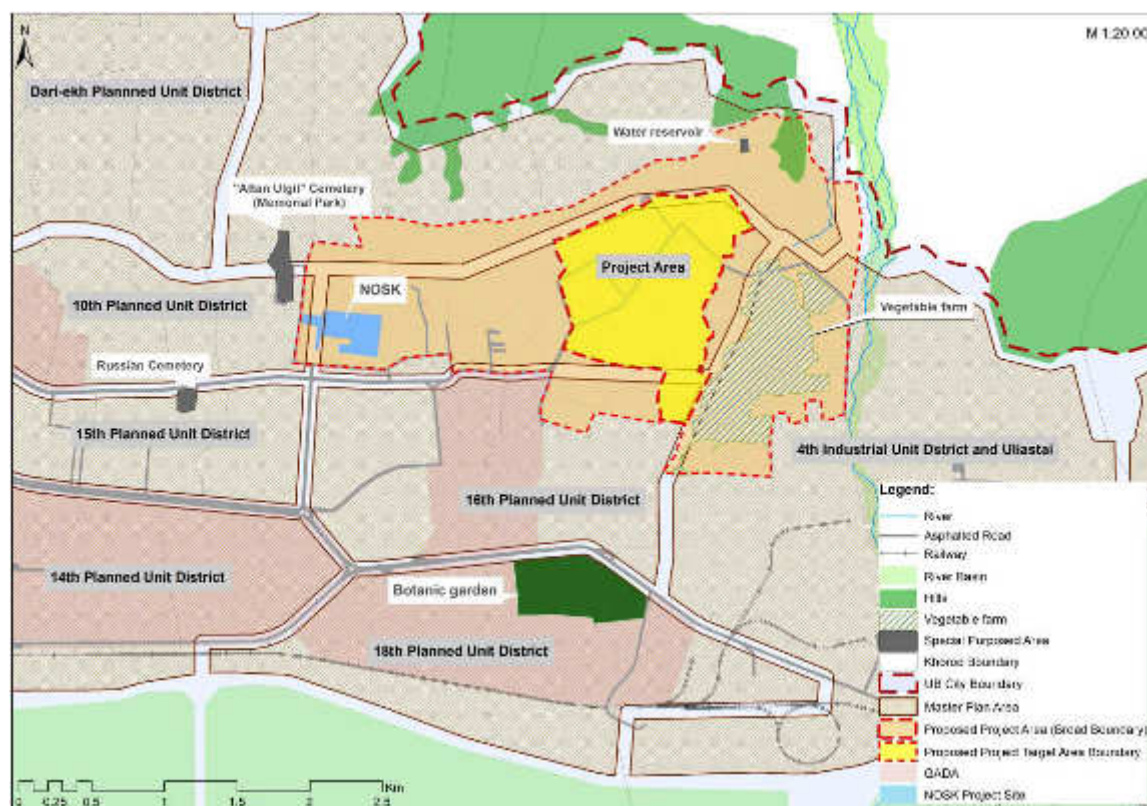 N
M 1:20 00
Dari-ekh Plannned Unit District
Water reservoir
"Altan Ulgii" Cemetery
(Memorial Park)
Project Area
10th Planned Unit District
NOSK
Vegetable farm
Russian Cemetery
15th Planned Unit District
4th Industrial Unit District and Uliastai
16th Planned Unit District
14th Planned Unit District
Botanic garden
18th Planned Unit District
Legend:
River
Asphalted Road
Railway
River Basin
Hills
Vegetable farm
Special Purposed Area
Khoroo Boundary
UB City Boundary
Master Plan Area
Proposed Project Area (Broad Boundary)
Proposed Project Target Area Boundary
GADA
NOSK Project Site
0 0.25 0.5 1 1.5 2 2.5
Km